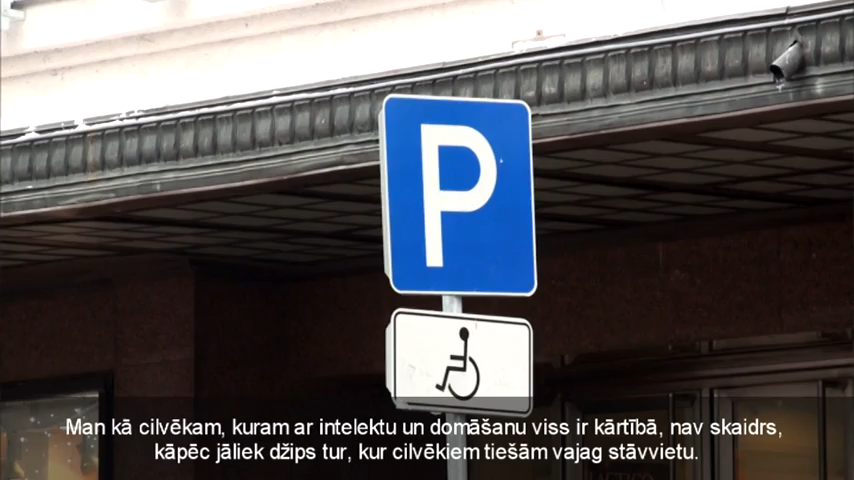 P
Man kā cilvēkam, kuram ar intelektu un domāšanu viss ir kārtībā, nav skaidrs,
kāpēc jāliek džips tur, kur cilvēkiem tiešām vajag stāvvietu.